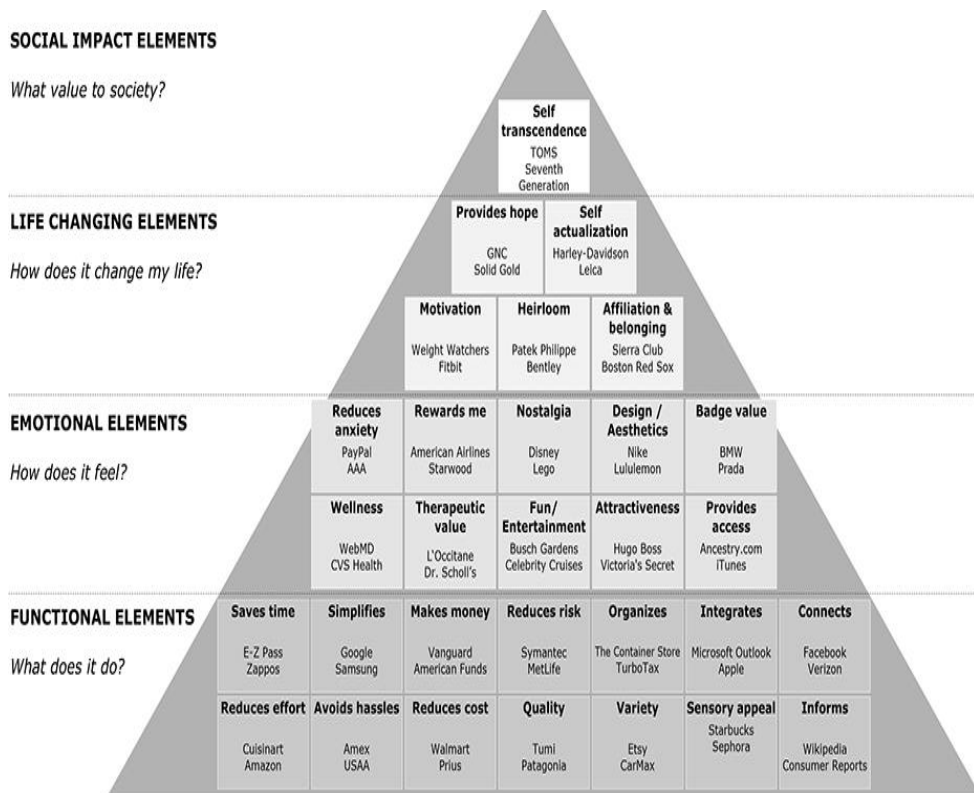 SOCIAL IMPACT ELEMENTS
What value to society?
Self
transcendence
TOMS
Seventh
Generation
LIFE CHANGING ELEMENTS
How does it change my life?
Provides hope
GNC
Solid Gold
Self
actualization
Harley-Davidson
Leica
Motivation
Weight Watchers
Fitbit
Heirloom
Patek Philippe
Bentley
Affiliation &
belonging
Sierra Club
Boston Red Sox
EMOTIONAL ELEMENTS
How does it feel?
Reduces
anxiety
PayPal
AAA
Rewards me
American Airlines
Starwood
Nostalgia
Disney
Lego
Design /
Aesthetics
Nike
Lululemon
Badge value
BMW
Prada
Wellness
WebMD
CVS Health
Therapeutic
value
L'Occitane
Dr. Scholl's
Fun/
Entertainment
Busch Gardens
Celebrity Cruises
Attractiveness
Hugo Boss
Victoria's Secret
Provides
access
Ancestry.com
iTunes
FUNCTIONAL ELEMENTS
What does it do?
Saves time
E-Z Pass
Zappos
Simplifies
Google
Samsung
Makes money
Vanguard
American Funds
Reduces risk
Symantec
MetLife
Organizes
The Container Store
TurboTax
Integrates
Microsoft Outlook
Apple
Connects
Facebook
Verizon
Reduces effort
Cuisinart
Amazon
Avoids hassles
Amex
USAA
Reduces cost
Walmart
Prius
Quality
Tumi
Patagonia
Variety
Etsy
CarMax
Sensory appeal
Starbucks
Sephora
Informs
Wikipedia
Consumer Reports